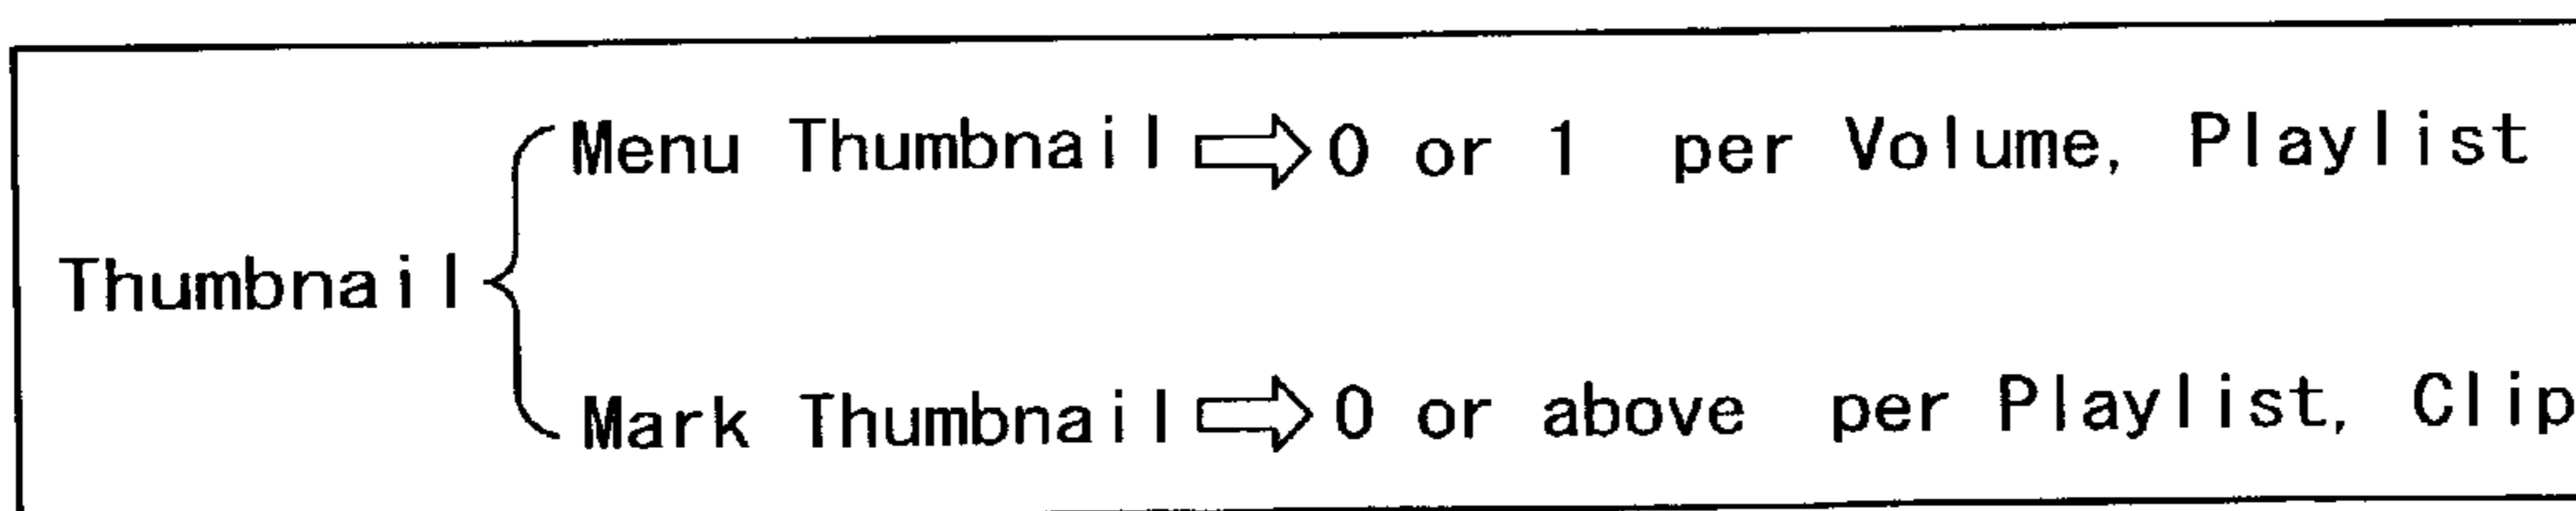 Menu Thumbnail ⇨ 0 or 1 per Volume, Playlist
Thumbnail
Mark Thumbnail ⇨ 0 or above per Playlist, Clip